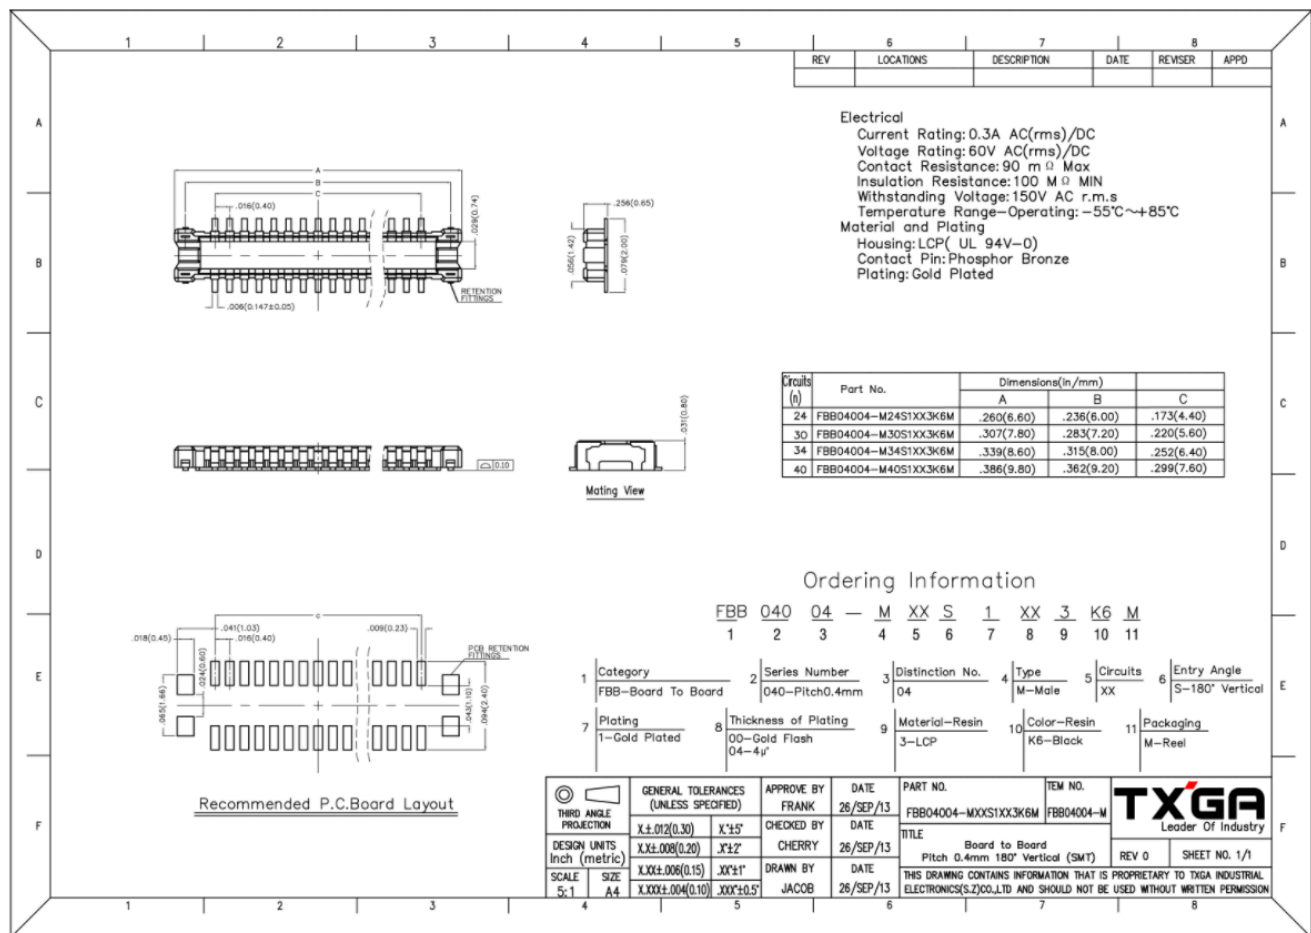 1 2 3 4 5 6 7 8
REV LOCATIONS DESCRIPTION DATE REVISER APPD
A A
Electrical
Current Rating: 0.3A AC(rms)/DC
Voltage Rating: 60V AC(rms)/DC
Contact Resistance: 90 m Ω Max
Insulation Resistance: 100 M Ω MIN
Withstanding Voltage: 150V AC r.m.s
Temperature Range-Operating: -55℃~+85℃
Material and Plating
Housing: LCP( UL 94V-0)
Contact Pin: Phosphor Bronze
Plating: Gold Plated
A
B
C
.016(0.40)
.029(0.74)
.256(0.65)
.056(1.42)
.079(2.00)
B B
RETENTION
FITTINGS
.006(0.147±0.05)
Circuits
(n)
Part No.
Dimensions(in/mm)
A B C
24 FBB04004-M24S1XX3K6M .260(6.60) .236(6.00) .173(4.40)
30 FBB04004-M30S1XX3K6M .307(7.80) .283(7.20) .220(5.60)
34 FBB04004-M34S1XX3K6M .339(8.60) .315(8.00) .252(6.40)
40 FBB04004-M40S1XX3K6M .386(9.80) .362(9.20) .299(7.60)
C C
.031(0.80)
0.10
Mating View
D D
Ordering Information
FBB 040 04 - M XX S 1 XX 3 K6 M
1 2 3 4 5 6 7 8 9 10 11
1 Category
FBB-Board To Board
2 Series Number
040-Pitch0.4mm
3 Distinction No.
04
4 Type
M-Male
5 Circuits
XX
6 Entry Angle
S-180° Vertical
7 Plating
1-Gold Plated
8 Thickness of Plating
00-Gold Flash
04-4μ"
9 Material-Resin
3-LCP
10 Color-Resin
K6-Black
11 Packaging
M-Reel
.041(1.03)
.009(0.23)
.018(0.45)
.016(0.40)
PCB RETENTION
FITTINGS
.024(0.60)
.065(1.66)
.043(1.10)
.094(2.40)
E E
Recommended P.C.Board Layout
F F
THIRD ANGLE
PROJECTION
DESIGN UNITS
Inch (metric)
SCALE SIZE
5:1 A4
GENERAL TOLERANCES
(UNLESS SPECIFIED)
X.±.012(0.30) X.°±5°
X.X±.008(0.20) .X°±2°
X.XX±.006(0.15) .XX°±1°
X.XXX±.004(0.10) .XXX°±0.5°
APPROVE BY DATE
FRANK 26/SEP/13
CHECKED BY DATE
CHERRY 26/SEP/13
DRAWN BY DATE
JACOB 26/SEP/13
PART NO.
FBB04004-MXXS1XX3K6M
TEM NO.
FBB04004-M
TXGA
Leader Of Industry
TITLE
Board to Board
Pitch 0.4mm 180° Vertical (SMT)
REV 0 SHEET NO. 1/1
THIS DRAWING CONTAINS INFORMATION THAT IS PROPRIETARY TO TXGA INDUSTRIAL
ELECTRONICS(S.Z)CO.,LTD AND SHOULD NOT BE USED WITHOUT WRITTEN PERMISSION
1 2 3 4 5 6 7 8